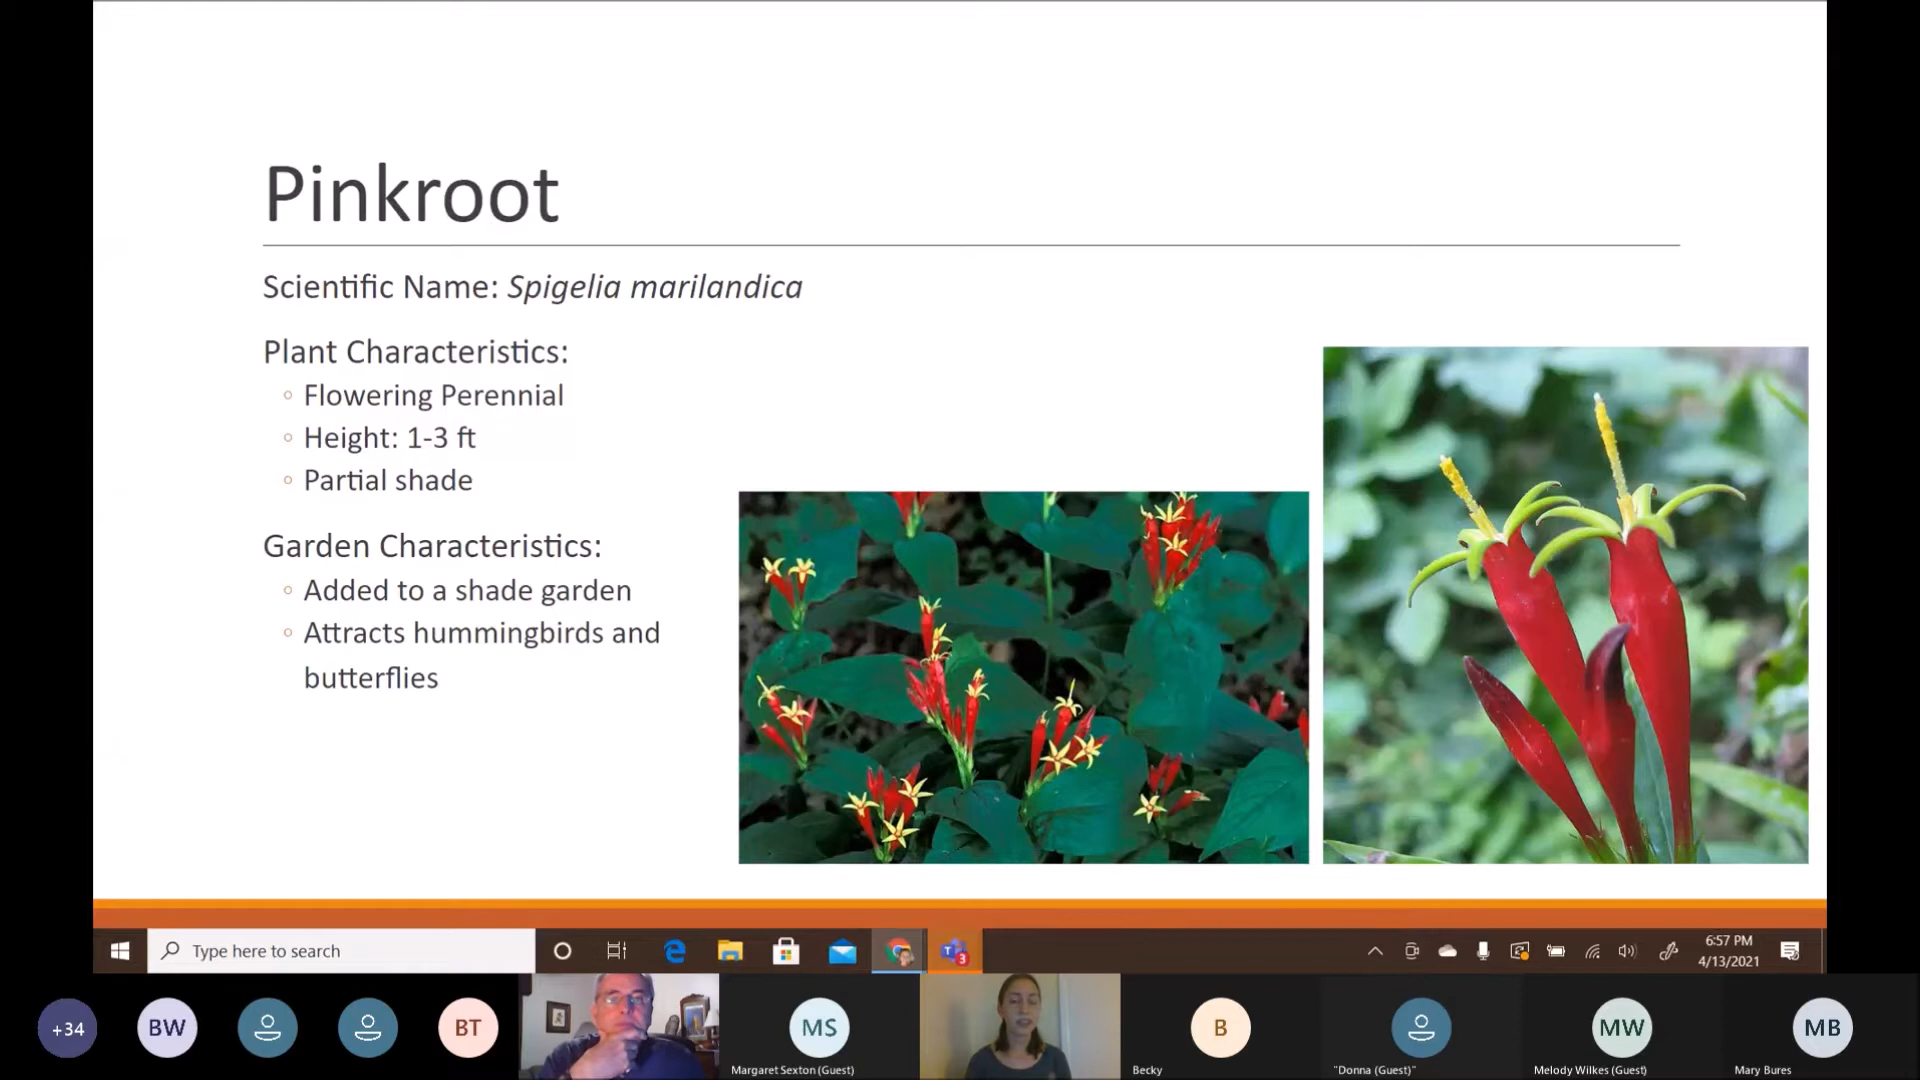 Pinkroot
Scientific Name: Spigelia marilandica
Plant Characteristics:
Flowering Perennial
Height: 1-3 ft
Partial shade
Garden Characteristics:
Added to a shade garden
Attracts hummingbirds and
butterflies
Type here to search
3
6:57 PM
4/13/2021
+34
BW
BT
MS
B
MW
MB
Margaret Sexton (Guest)
Becky
"Donna (Guest)"
Melody Wilkes (Guest)
Mary Bures